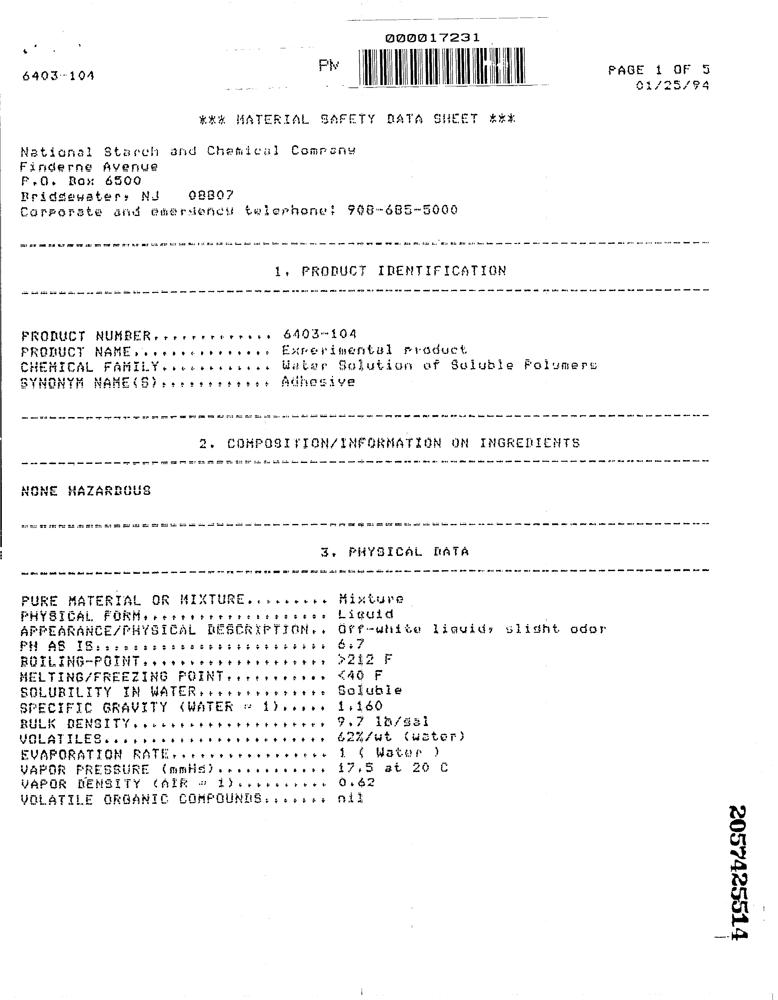 000017231
PM
6403-104
PAGE 1 OF 5
01/25/94
*** MATERIAL SAFETY DATA SHEET ***
National Starch and Chemical Company
Finderne Avenue
P.O. Box 6500
Bridgewater, NJ 08807
Corporate and emergency telephone: 908-685-5000
1. PRODUCT IDENTIFICATION
PRODUCT NUMBER............. 6403-104
PRODUCT NAME............... Experimental product
CHEMICAL FAMILY............ Water Solution of Soluble Polymers
SYNONYM NAME(S)............ Adhesive
2. COMPOSITION/INFORMATION ON INGREDIENTS
NONE HAZARDOUS
3. PHYSICAL DATA
PURE MATERIAL OR MIXTURE......... Mixture
PHYSICAL FORM.................... Liquid
APPEARANCE/PHYSICAL DESCRIPTION.. Off-white liquid, slight odor
PH AS IS:........................ 6.7
BOILING-POINT.................... >212 F
MELTING/FREEZING POINT........... <40 F
SOLUBILITY IN WATER.............. Soluble
SPECIFIC GRAVITY (WATER = 1)..... 1.160
BULK DENSITY..................... 9.7 lb/gal
VOLATILES........................ 62%/wt (water)
EVAPORATION RATE................. 1 ( Water )
VAPOR PRESSURE (mmHg)............ 17.5 at 20 C
VAPOR DENSITY (AIR = 1).......... 0.62
VOLATILE ORGANIC COMPOUNDS....... nil
2057425514